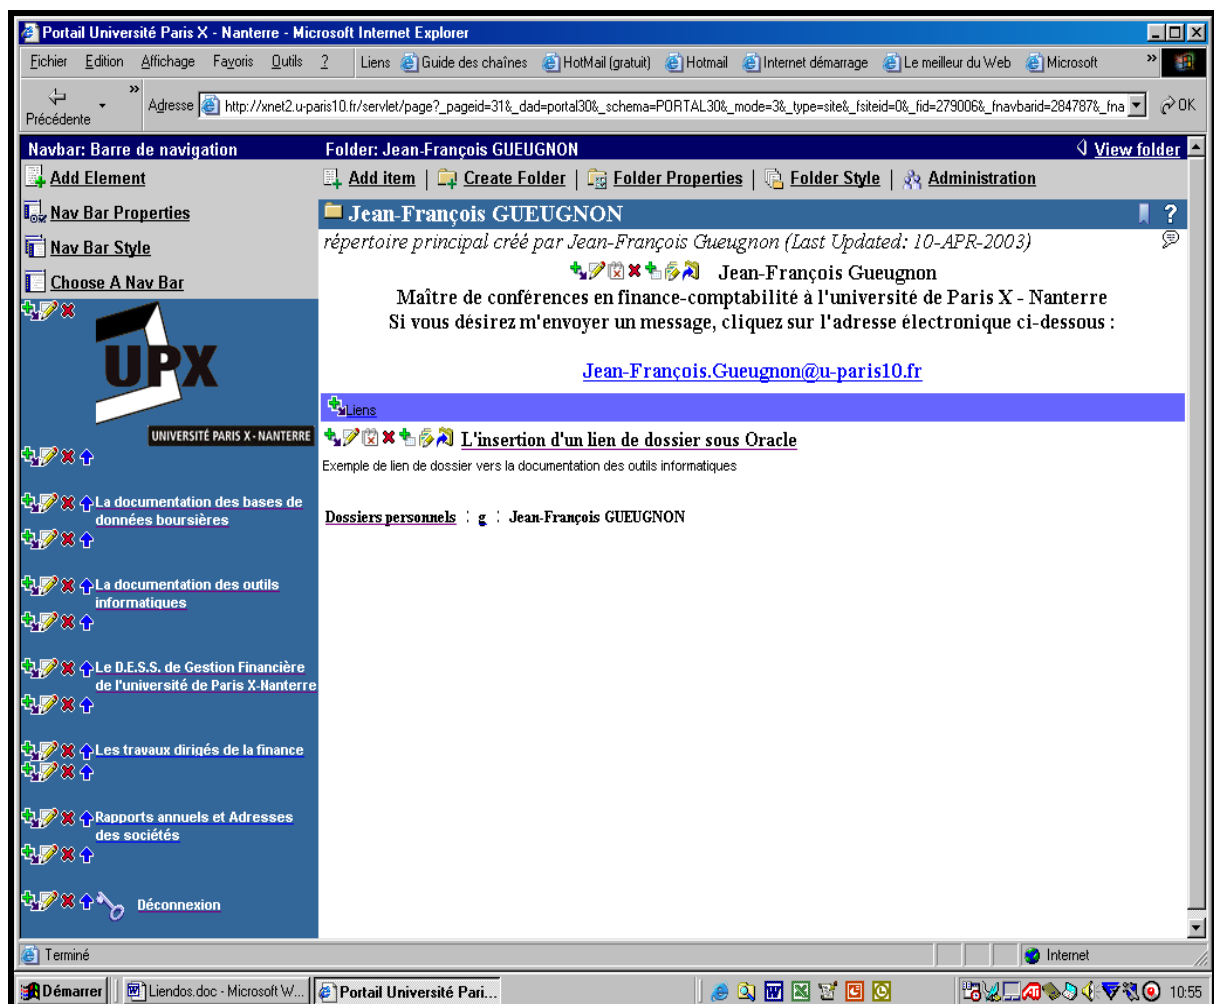 Portail Université Paris X - Nanterre - Microsoft Internet Explorer
Fichier Edition Affichage Favoris Outils ? Liens Guide des chaînes HotMail (gratuit) Hotmail Internet démarrage Le meilleur du Web Microsoft »
Précédente » Adresse http://xnet2.u-paris10.fr/servlet/page?_pageid=31&_dad=portal30&_schema=PORTAL30&_mode=3&_type=site&_fsiteid=0&_fid=279006&_fnavbarid=284787&_fna OK
Navbar: Barre de navigation
Add Element
Nav Bar Properties
Nav Bar Style
Choose A Nav Bar
UPX
UNIVERSITÉ PARIS X - NANTERRE
La documentation des bases de
données boursières
La documentation des outils
informatiques
Le D.E.S.S. de Gestion Financière
de l'université de Paris X-Nanterre
Les travaux dirigés de la finance
Rapports annuels et Adresses
des sociétés
Déconnexion
Folder: Jean-François GUEUGNON View folder
Add item | Create Folder | Folder Properties | Folder Style | Administration
Jean-François GUEUGNON ?
répertoire principal créé par Jean-François Gueugnon (Last Updated: 10-APR-2003)
Jean-François Gueugnon
Maître de conférences en finance-comptabilité à l'université de Paris X - Nanterre
Si vous désirez m'envoyer un message, cliquez sur l'adresse électronique ci-dessous :
Jean-François.Gueugnon@u-paris10.fr
Liens
L'insertion d'un lien de dossier sous Oracle
Exemple de lien de dossier vers la documentation des outils informatiques
Dossiers personnels : g : Jean-François GUEUGNON
Terminé Internet
Démarrer Liendos.doc - Microsoft W... Portail Université Pari... 10:55